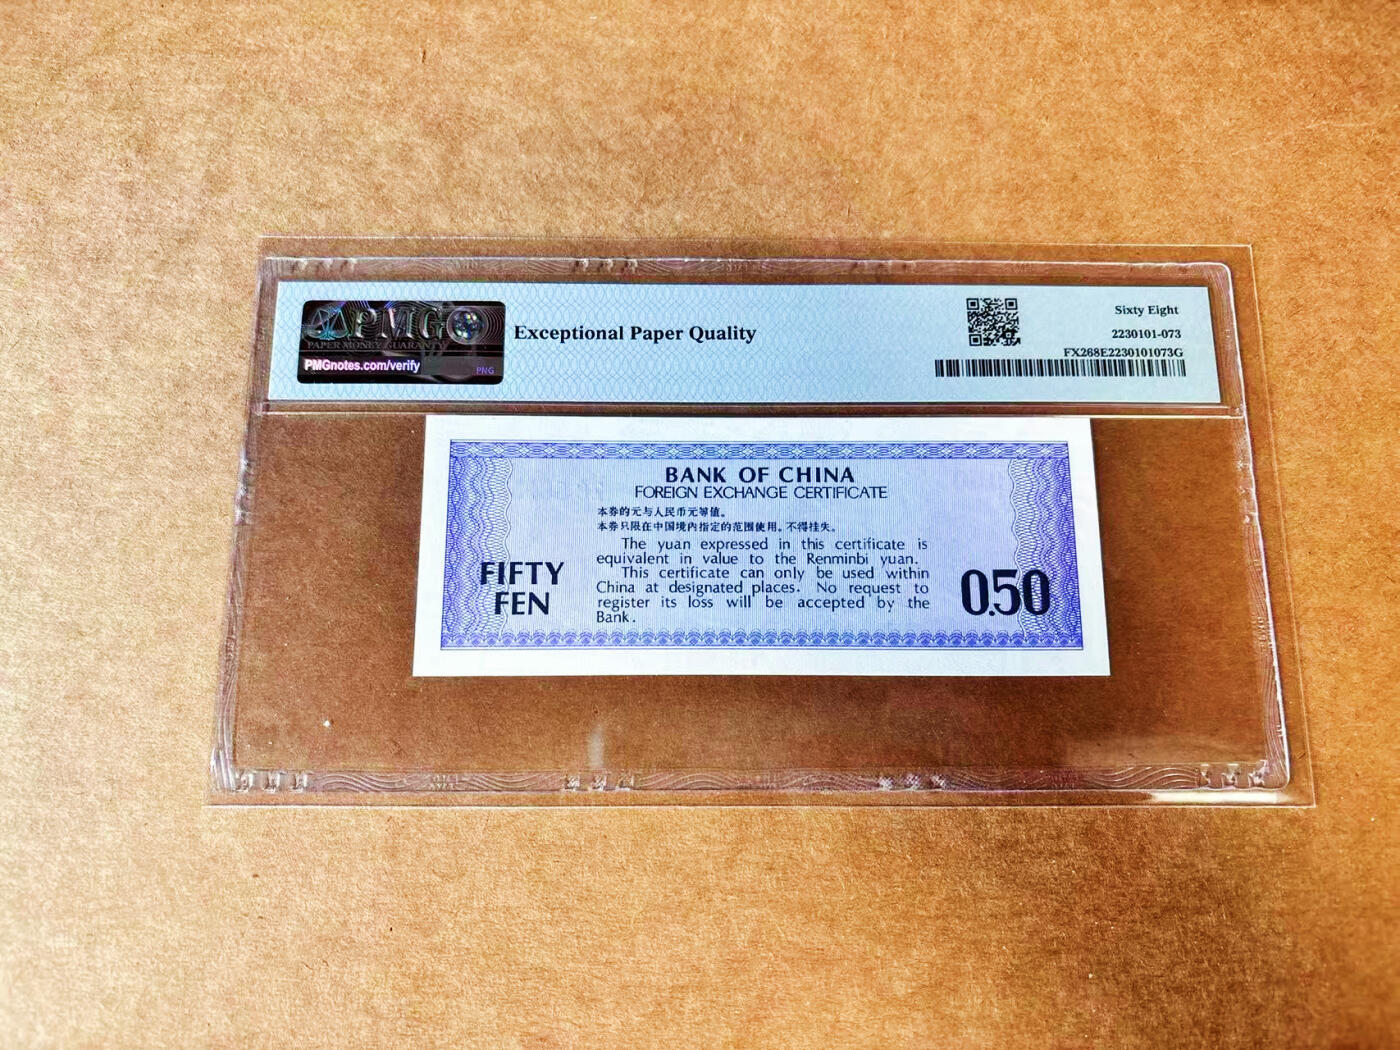 PMG
PAPER MONEY GUARANTY
PMGnotes.com/verify
PNG
Exceptional Paper Quality
Sixty Eight
2230101-073
FX268E2230101073G
BANK OF CHINA
FOREIGN EXCHANGE CERTIFICATE
本券的元与人民币元等值。
本券只限在中国境内指定的范围使用。不得挂失。
The yuan expressed in this certificate is
equivalent in value to the Renminbi yuan.
This certificate can only be used within
China at designated places. No request to
register its loss will be accepted by the
Bank.
FIFTY
FEN
0.50